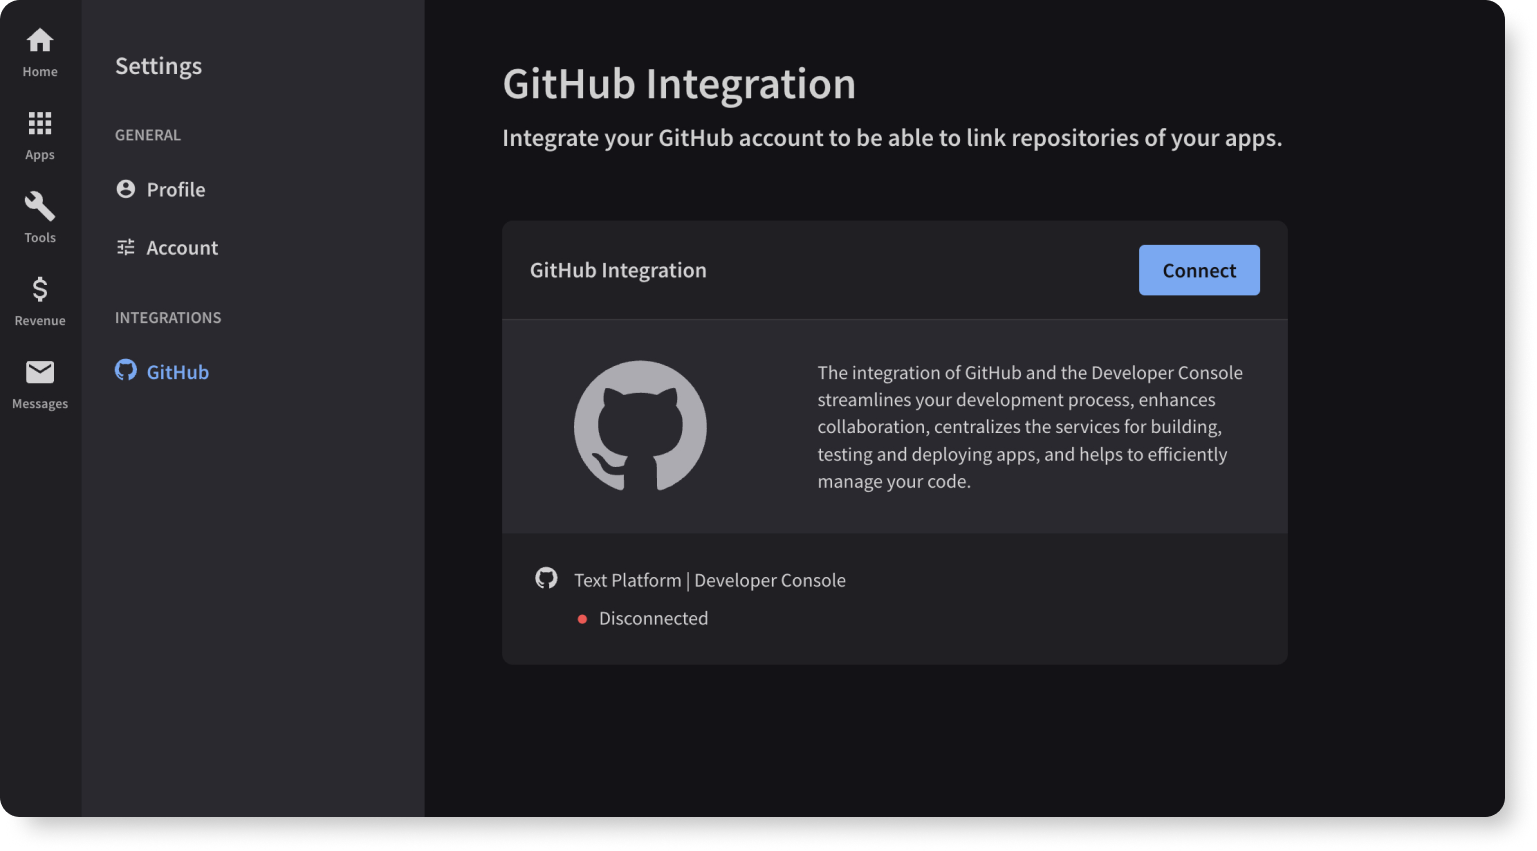 Home
Apps
Tools
Revenue
Messages
Settings
GENERAL
Profile
Account
INTEGRATIONS
GitHub
GitHub Integration
Integrate your GitHub account to be able to link repositories of your apps.
GitHub Integration
Connect
The integration of GitHub and the Developer Console
streamlines your development process, enhances
collaboration, centralizes the services for building,
testing and deploying apps, and helps to efficiently
manage your code.
Text Platform | Developer Console
Disconnected